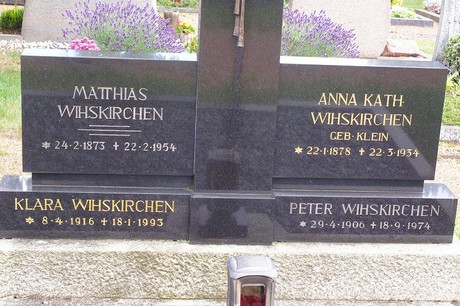 MATTHIAS
WIHSKIRCHEN
* 24·2·1873 ✝ 22·2·1954
ANNA KATH·
WIHSKIRCHEN
GEB·KLEIN
* 22·1·1878 ✝ 22·3·1934
KLARA WIHSKIRCHEN
* 8·4·1916 ✝ 18·1·1993
PETER WIHSKIRCHEN
* 29·4·1906 ✝ 18·9·1974